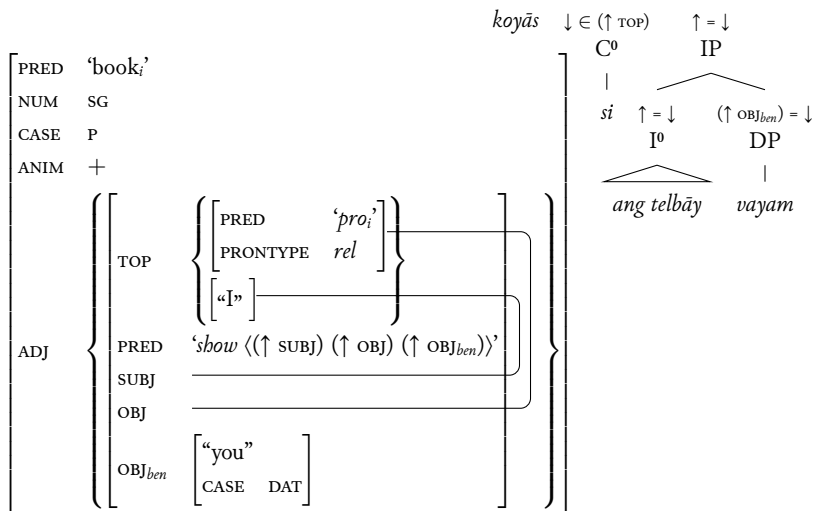 koyās ↓ ∈ (↑ TOP) ↑ = ↓
C⁰ IP
PRED ‘bookᵢ’
NUM SG
si ↑ = ↓ (↑ OBJben) = ↓
CASE P
I⁰ DP
ANIM +
ang telbāy vayam
PRED ‘proᵢ’
PRONTYPE rel
TOP
“I”
ADJ
PRED ‘show ⟨(↑ SUBJ) (↑ OBJ) (↑ OBJben)⟩’
SUBJ
OBJ
“you”
OBJben
CASE DAT